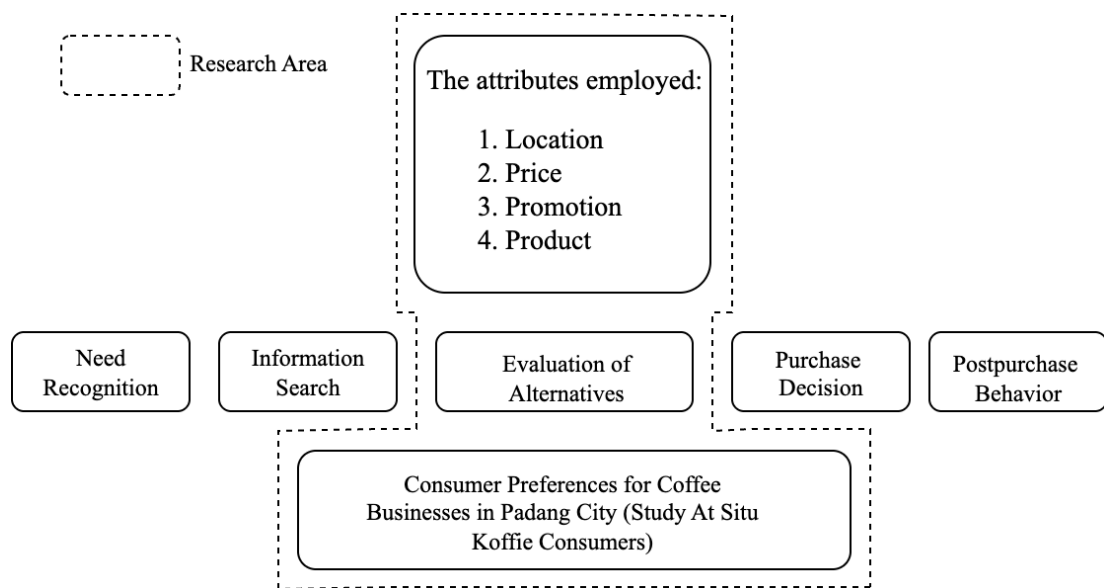 Research Area
The attributes employed:
1. Location
2. Price
3. Promotion
4. Product
Need
Recognition
Information
Search
Evaluation of
Alternatives
Purchase
Decision
Postpurchase
Behavior
Consumer Preferences for Coffee
Businesses in Padang City (Study At Situ
Koffie Consumers)